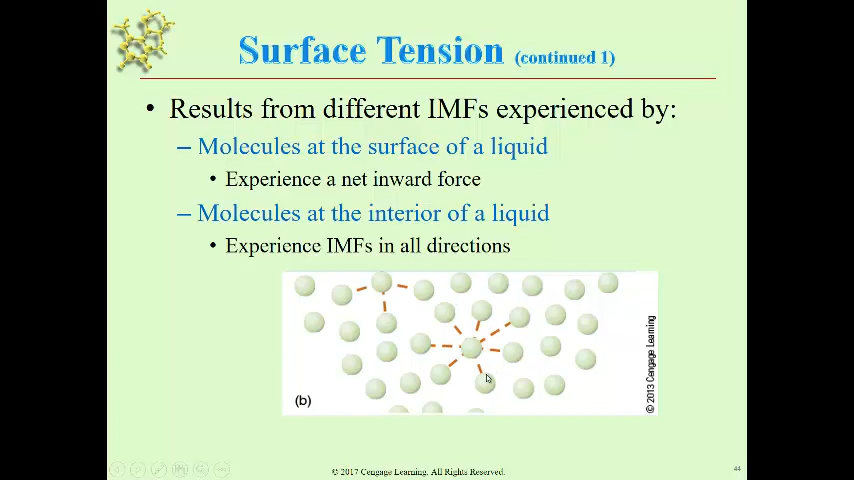 Surface Tension (continued 1)
• Results from different IMFs experienced by:
– Molecules at the surface of a liquid
• Experience a net inward force
– Molecules at the interior of a liquid
• Experience IMFs in all directions
(b)
© 2013 Cengage Learning
© 2017 Cengage Learning. All Rights Reserved.
44